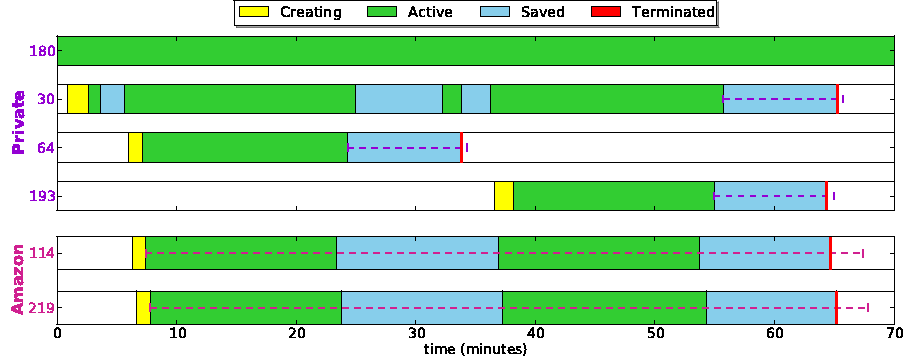 Creating Active Saved Terminated
Private
180
30
64
193
Amazon
114
219
0 10 20 30 40 50 60 70
time (minutes)